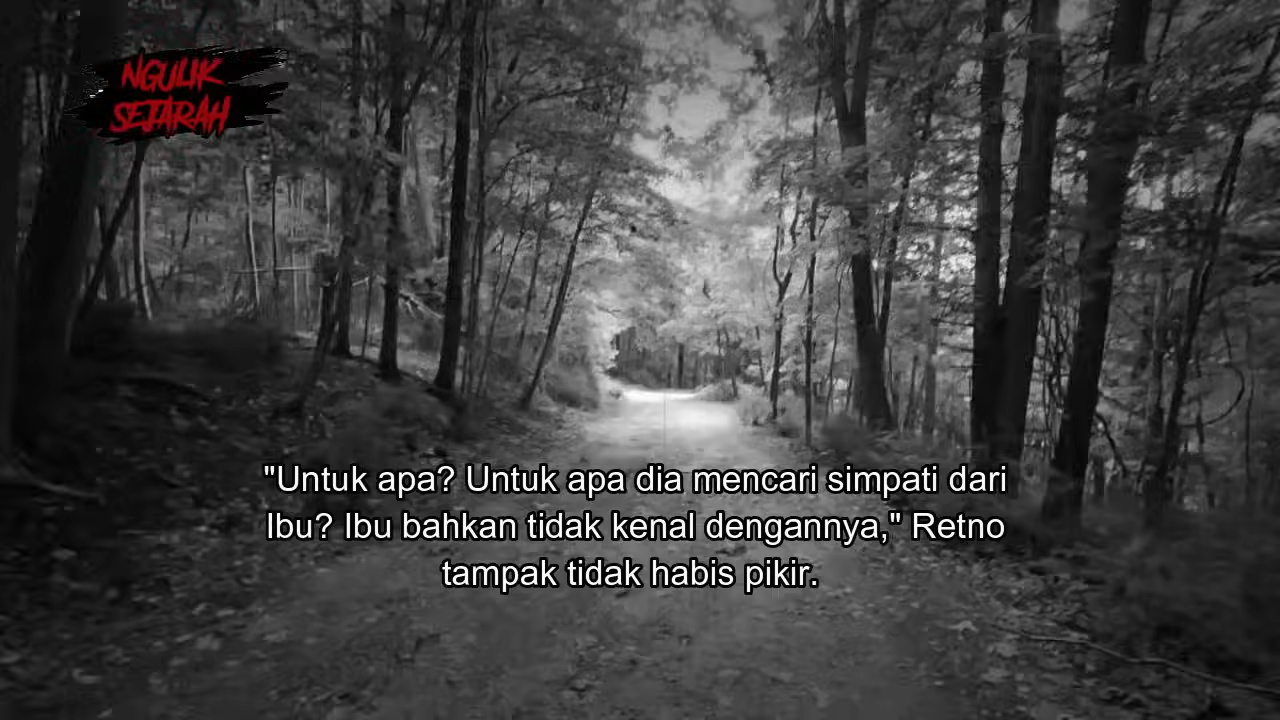 NGULIK
SEJARAH
"Untuk apa? Untuk apa dia mencari simpati dari
Ibu? Ibu bahkan tidak kenal dengannya," Retno
tampak tidak habis pikir.